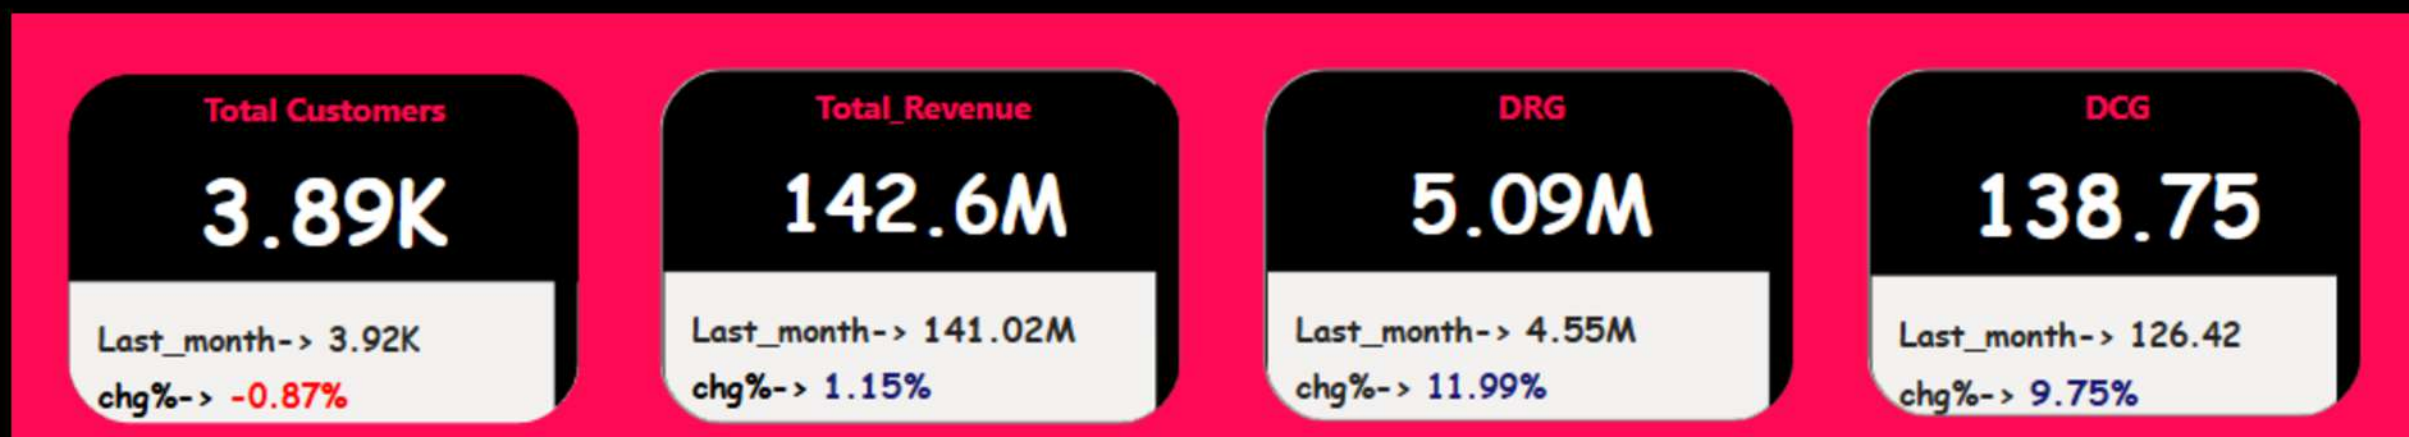 Total Customers
3.89K
Last_month-> 3.92K
chg%-> -0.87%
Total_Revenue
142.6M
Last_month-> 141.02M
chg%-> 1.15%
DRG
5.09M
Last_month-> 4.55M
chg%-> 11.99%
DCG
138.75
Last_month-> 126.42
chg%-> 9.75%